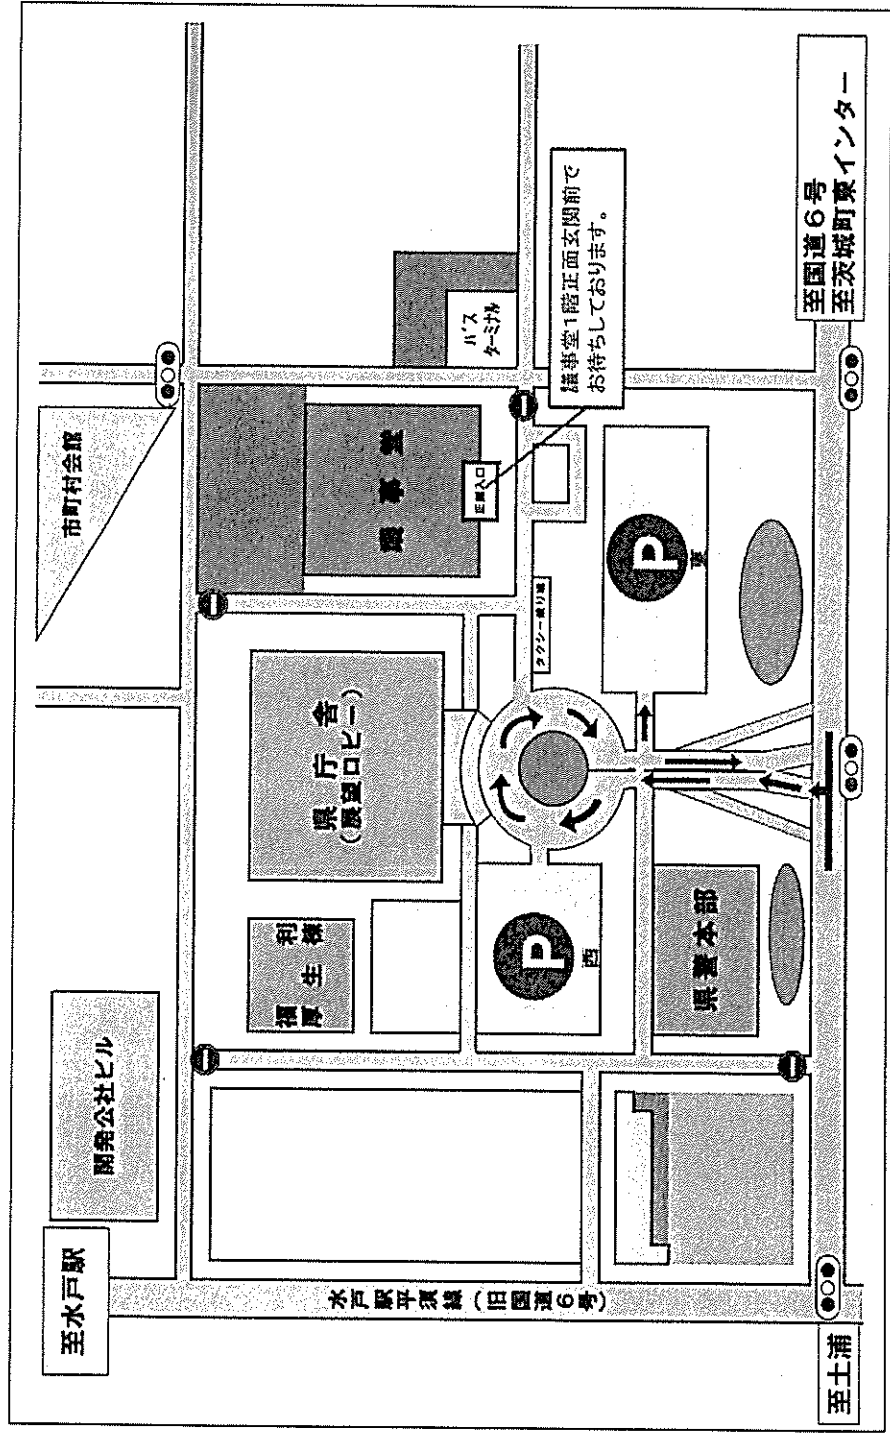 至水戸駅
開発公社ビル
市町村会館
福利
厚生棟
県庁舎
(展望ロビー)
議事堂
正面入口
バス
ターミナル
水戸駅平須線(旧国道6号)
P
西
タクシー乗り場
議事堂1階正面玄関前で
お待ちしております。
P
東
県警本部
至土浦
至国道6号
至茨城町東インター